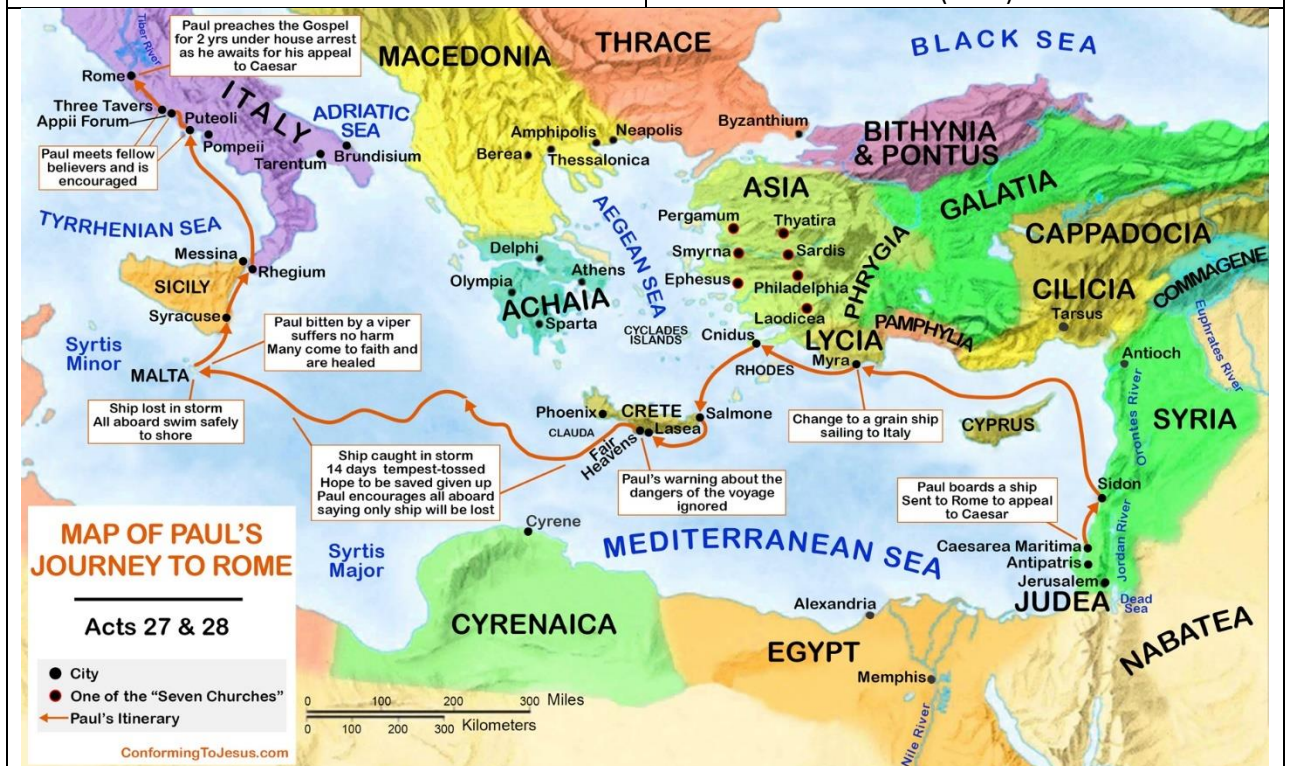 Paul preaches the Gospel
for 2 yrs under house arrest
as he awaits for his appeal
to Caesar
Tiber River
Rome
Three Tavers
Appii Forum
Puteoli
Pompeii
ITALY
Tarentum
Brundisium
ADRIATIC
SEA
Paul meets fellow
believers and is
encouraged
TYRRHENIAN SEA
MACEDONIA
THRACE
BLACK SEA
Amphipolis
Neapolis
Berea
Thessalonica
Byzanthium
BITHYNIA
& PONTUS
ASIA
GALATIA
CAPPADOCIA
COMMAGENE
CILICIA
Tarsus
PHRYGIA
Pergamum
Thyatira
Smyrna
Sardis
Ephesus
Philadelphia
Laodicea
AEGEAN SEA
Delphi
Olympia
Athens
ACHAIA
Sparta
CYCLADES
ISLANDS
Cnidus
LYCIA
PAMPHYLIA
Myra
RHODES
Messina
Rhegium
SICILY
Syracuse
Syrtis
Minor
MALTA
Paul bitten by a viper
suffers no harm
Many come to faith and
are healed
Ship lost in storm
All aboard swim safely
to shore
Phoenix
CRETE
Salmone
CLAUDA
Lasea
Fair
Heavens
Change to a grain ship
sailing to Italy
CYPRUS
Antioch
Orontes River
Euphrates River
SYRIA
Ship caught in storm
14 days tempest-tossed
Hope to be saved given up
Paul encourages all aboard
saying only ship will be lost
Paul's warning about the
dangers of the voyage
ignored
Paul boards a ship
Sent to Rome to appeal
to Caesar
Sidon
Caesarea Maritima
Antipatris
Jerusalem
Jordan River
JUDEA
Dead
Sea
NABATEA
MEDITERRANEAN SEA
Cyrene
Syrtis
Major
CYRENAICA
Alexandria
EGYPT
Memphis
Nile R.
Nile River
MAP OF PAUL'S
JOURNEY TO ROME
Acts 27 & 28
City
One of the "Seven Churches"
Paul's Itinerary
ConformingToJesus.com
0 100 200 300 Miles
0 100 200 300 Kilometers